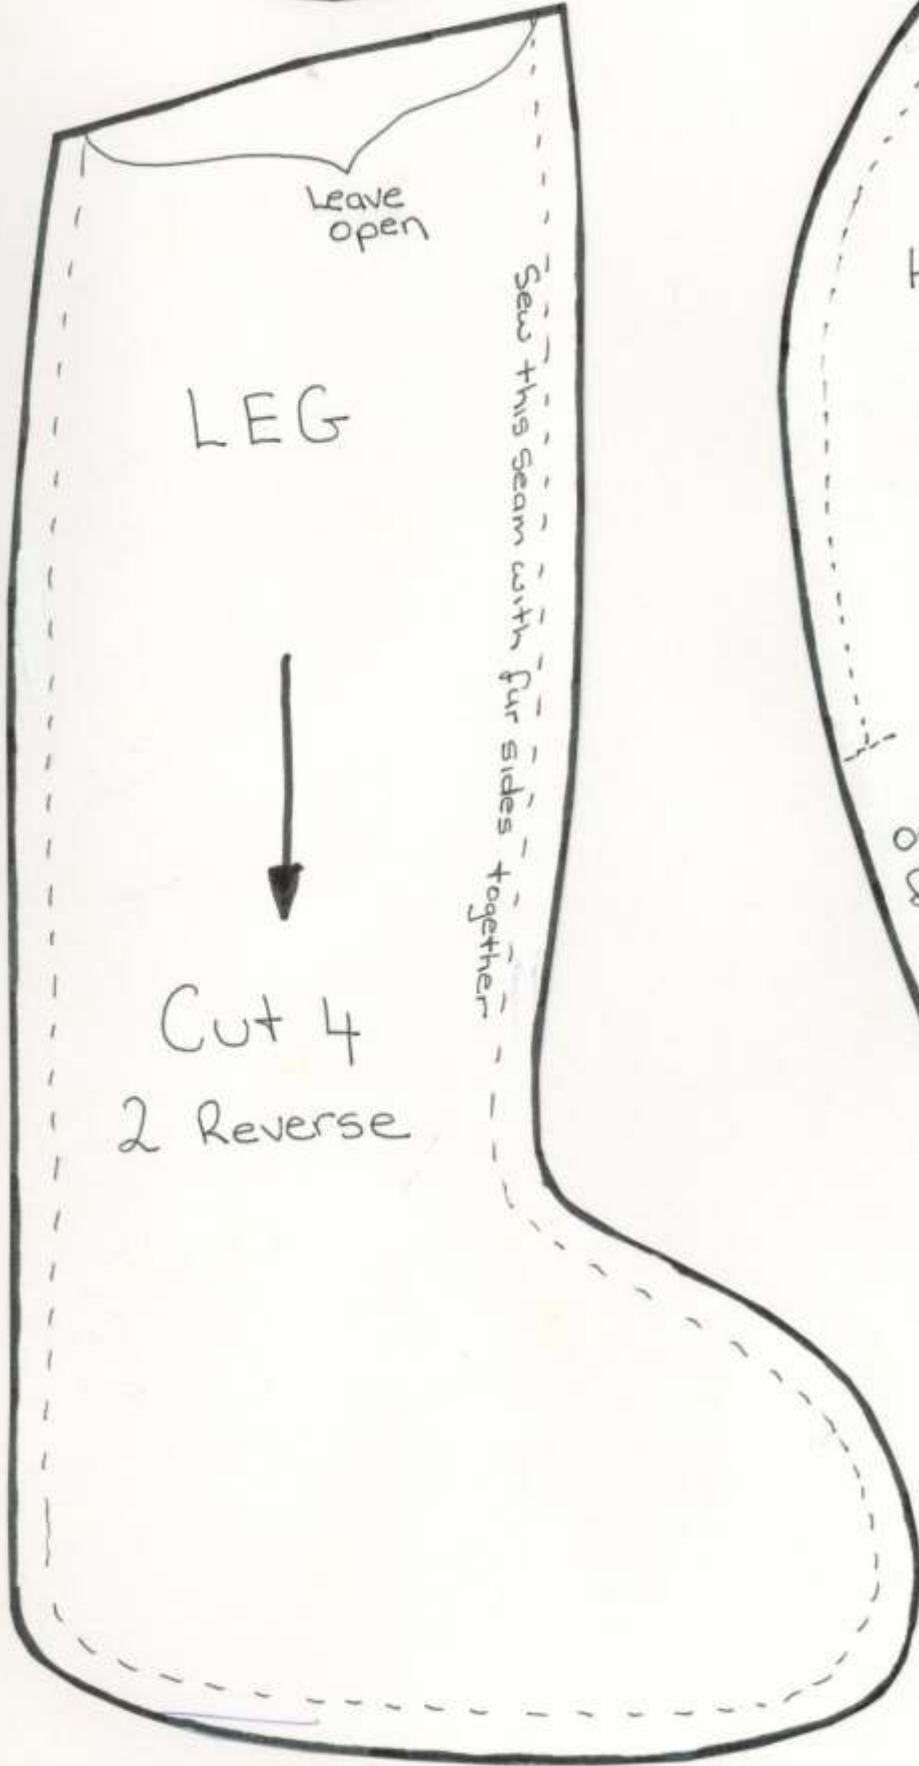 Leave
open
LEG
Sew this seam with fur sides together
Cut 4
2 Reverse